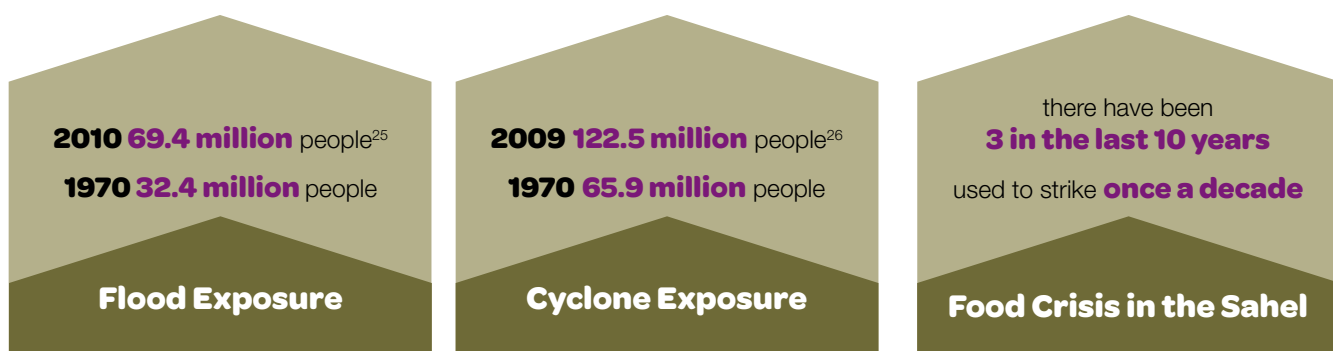 2010 69.4 million people25
1970 32.4 million people
Flood Exposure
2009 122.5 million people26
1970 65.9 million people
Cyclone Exposure
there have been
3 in the last 10 years
used to strike once a decade
Food Crisis in the Sahel